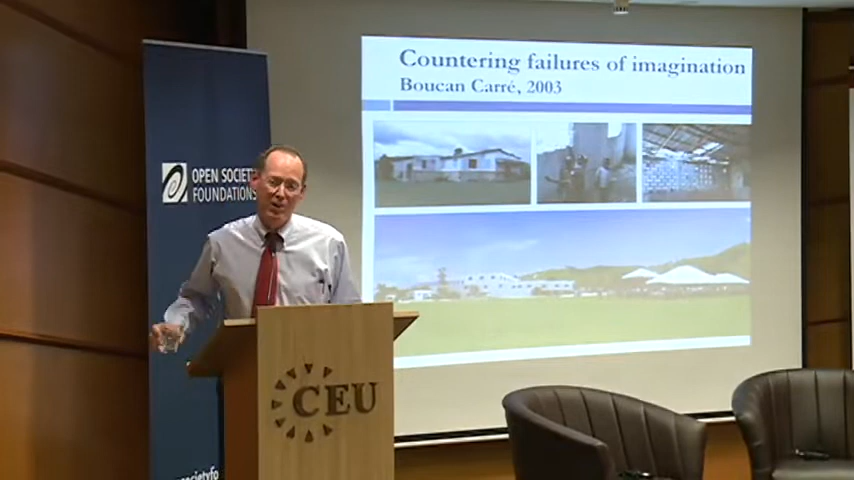 Countering failures of imagination
Boucan Carré, 2003
OPEN SOCIETY
FOUNDATIONS
CEU